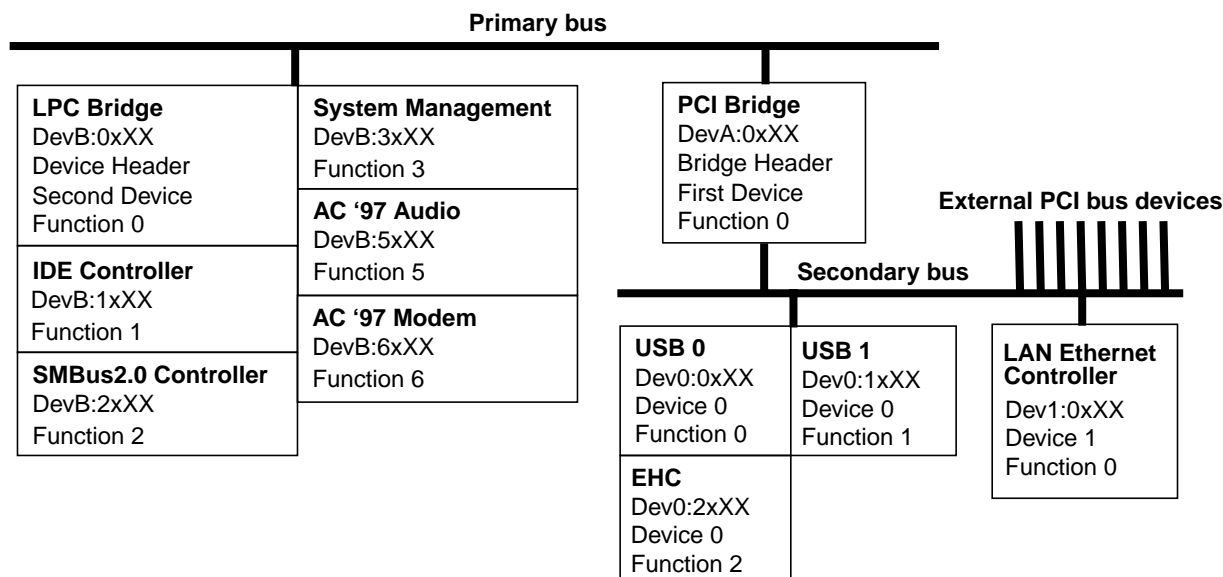 Primary bus
LPC Bridge
DevB:0xXX
Device Header
Second Device
Function 0
IDE Controller
DevB:1xXX
Function 1
SMBus2.0 Controller
DevB:2xXX
Function 2
System Management
DevB:3xXX
Function 3
AC ‘97 Audio
DevB:5xXX
Function 5
AC ‘97 Modem
DevB:6xXX
Function 6
PCI Bridge
DevA:0xXX
Bridge Header
First Device
Function 0
External PCI bus devices
Secondary bus
USB 0
Dev0:0xXX
Device 0
Function 0
USB 1
Dev0:1xXX
Device 0
Function 1
EHC
Dev0:2xXX
Device 0
Function 2
LAN Ethernet
Controller
Dev1:0xXX
Device 1
Function 0